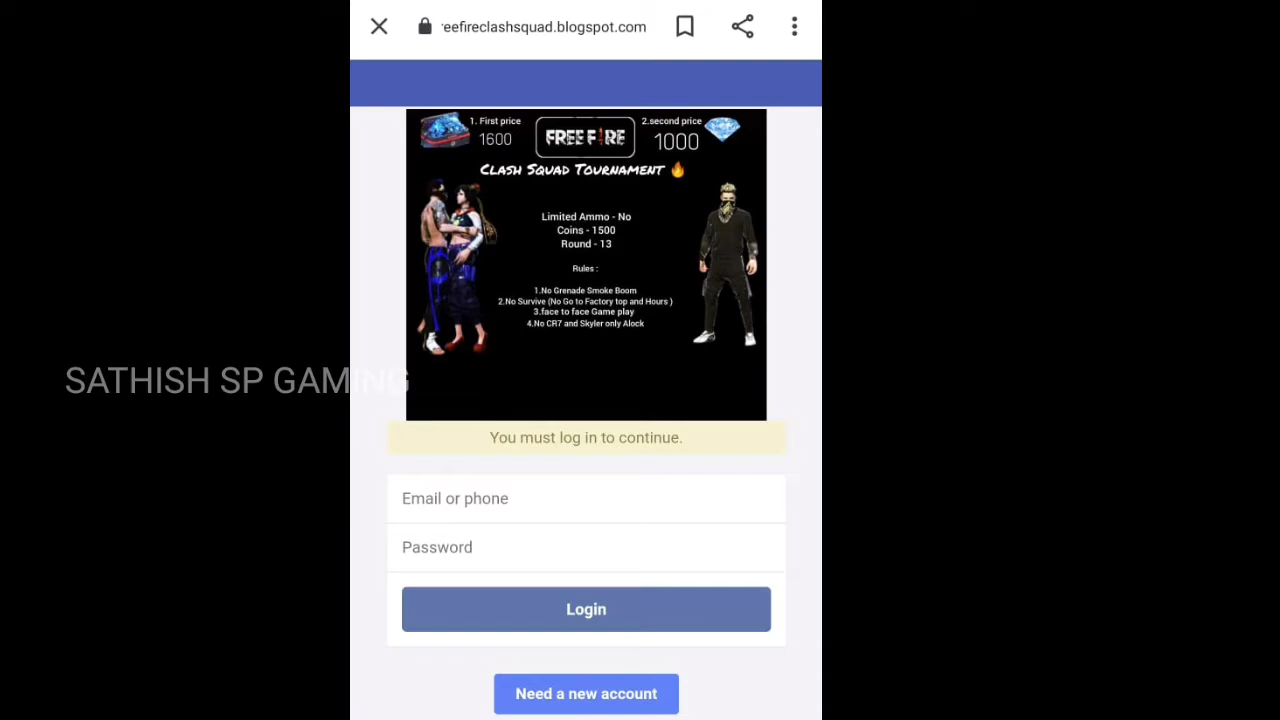 reefireclashsquad.blogspot.com
1. First price
1600
FREE FIRE
2.second price
1000
Clash Squad Tournament 🔥
Limited Ammo - No
Coins - 1500
Round - 13
Rules :
1.No Grenade Smoke Boom
2.No Survive (No Go to Factory top and Hours )
3.face to face Game play
4.No CR7 and Skyler only Alock
SATHISH SP GAMING
You must log in to continue.
Email or phone
Password
Login
Need a new account